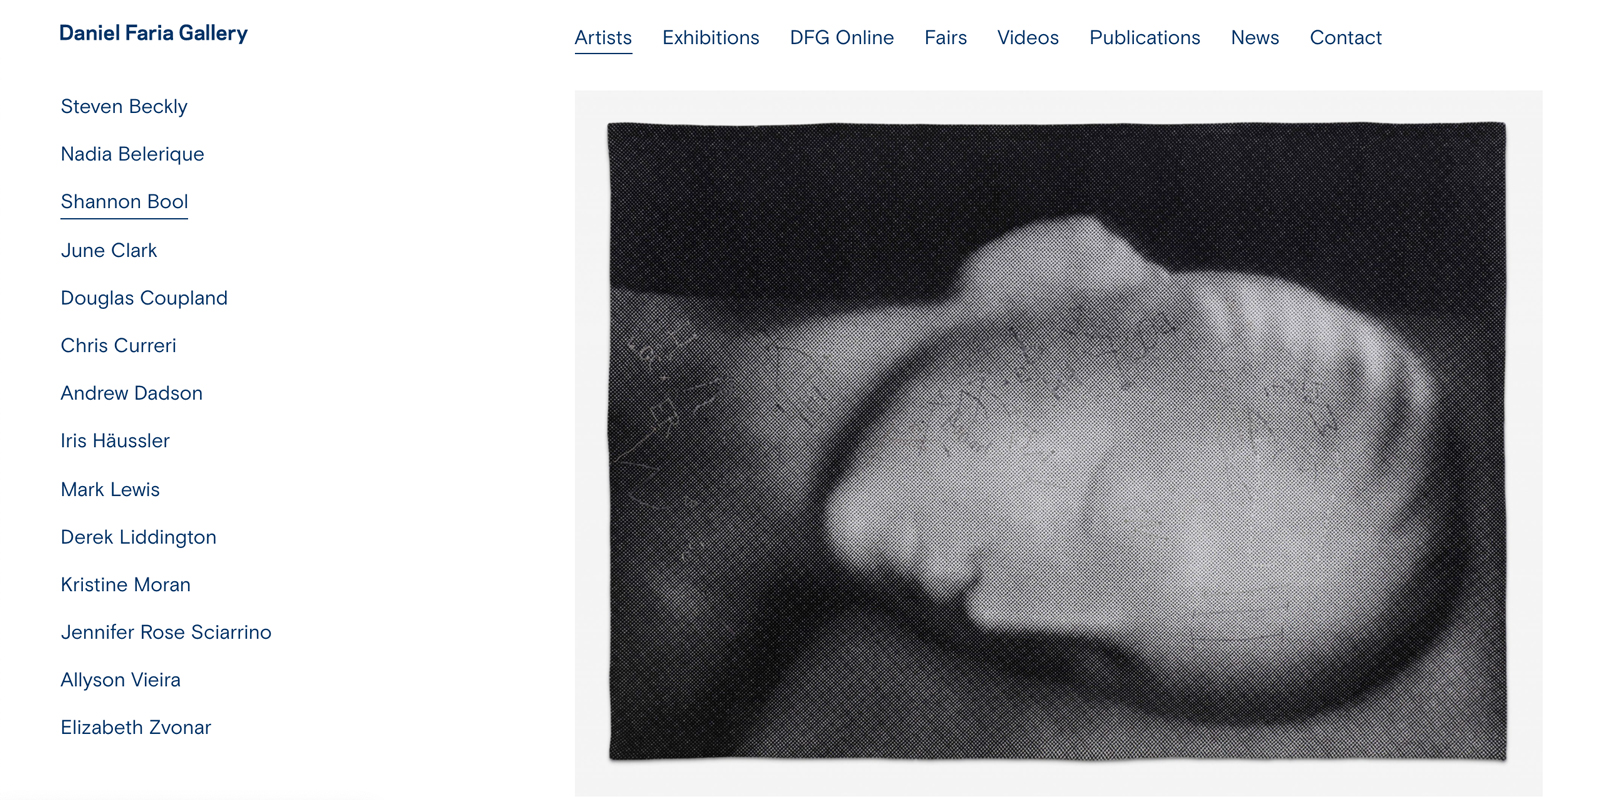 Daniel Faria Gallery
Artists Exhibitions DFG Online Fairs Videos Publications News Contact
Steven Beckly
Nadia Belerique
Shannon Bool
June Clark
Douglas Coupland
Chris Curreri
Andrew Dadson
Iris Häussler
Mark Lewis
Derek Liddington
Kristine Moran
Jennifer Rose Sciarrino
Allyson Vieira
Elizabeth Zvonar